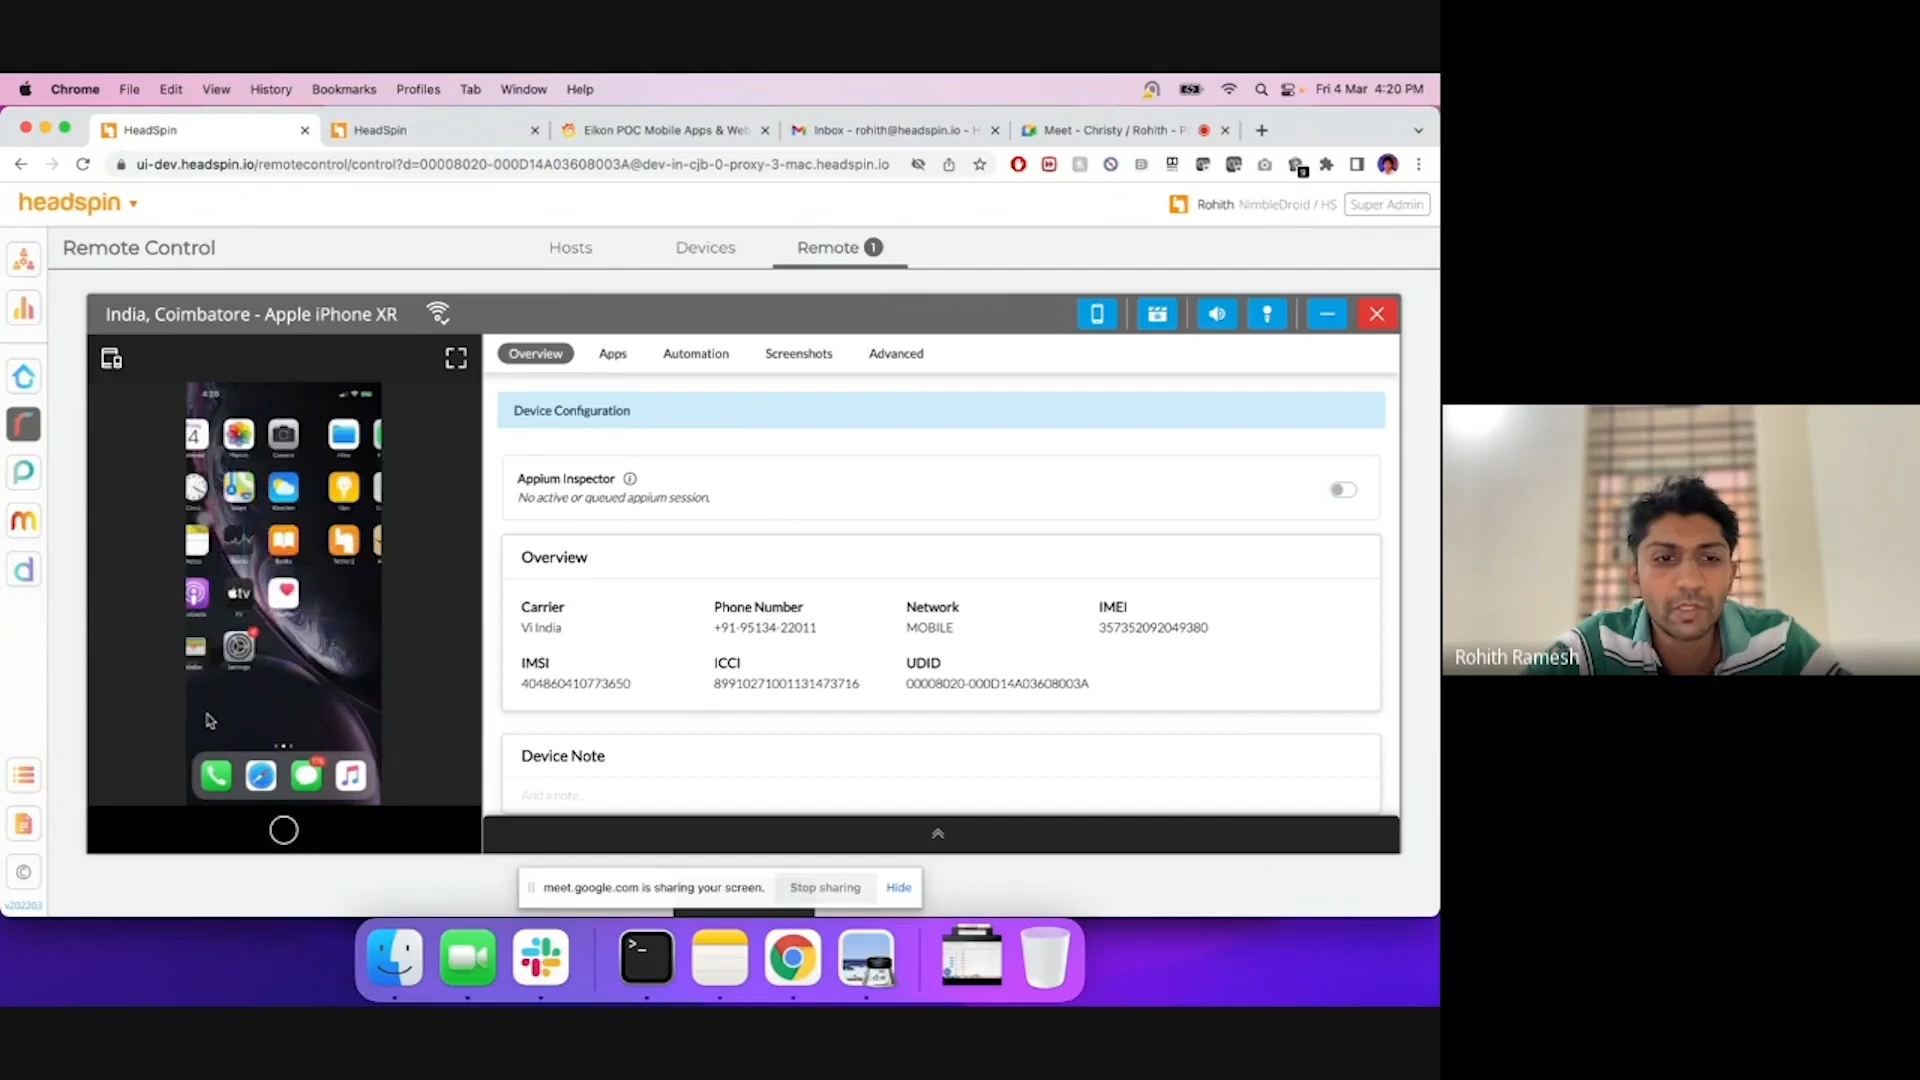 Chrome File Edit View History Bookmarks Profiles Tab Window Help Fri 4 Mar 4:20 PM
HeadSpin HeadSpin Eikon POC Mobile Apps & Web Inbox - rohith@headspin.io - H Meet - Christy / Rohith - P
ui-dev.headspin.io/remotecontrol/control?d=00008020-000D14A03608003A@dev-in-cjb-0-proxy-3-mac.headspin.io
9
headspin Rohith NimbleDroid / HS Super Admin
Remote Control Hosts Devices Remote 1
India, Coimbatore - Apple iPhone XR
Overview Apps Automation Screenshots Advanced
4:20
Device Configuration
4
Appium Inspector
No active or queued appium session.
Overview
Carrier Phone Number Network IMEI
Vi India +91-95134-22011 MOBILE 357352092049380
tv
IMSI ICCI UDID
404860410773650 89910271001131473716 00008020-000D14A03608003A
Device Note
Add a note...
meet.google.com is sharing your screen. Stop sharing Hide
v202203
Rohith Ramesh